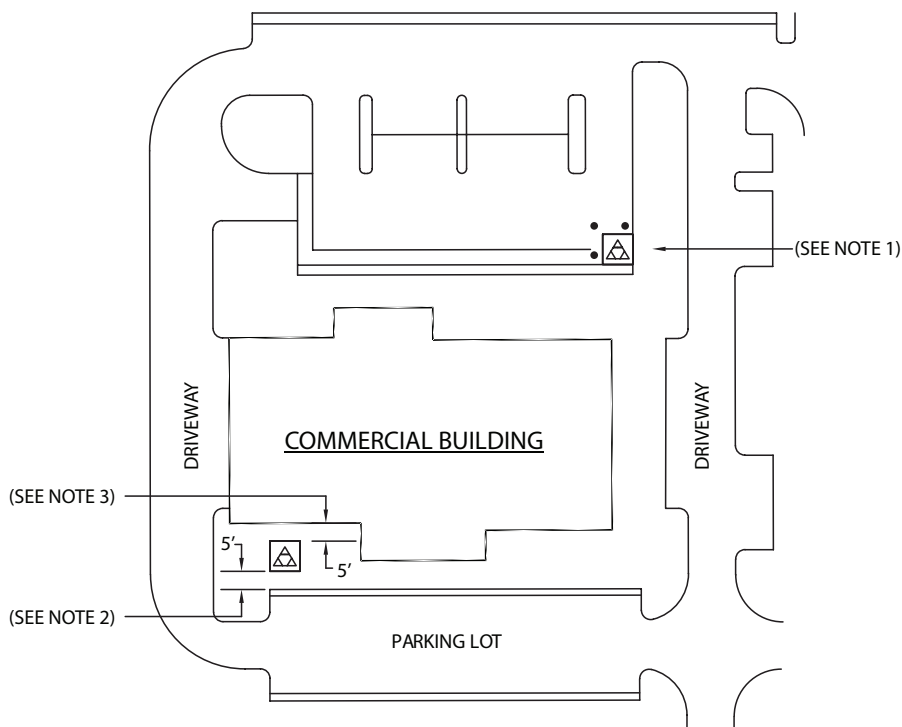 (SEE NOTE 1)
DRIVEWAY
DRIVEWAY
COMMERCIAL BUILDING
(SEE NOTE 3)
5’
5’
(SEE NOTE 2)
PARKING LOT